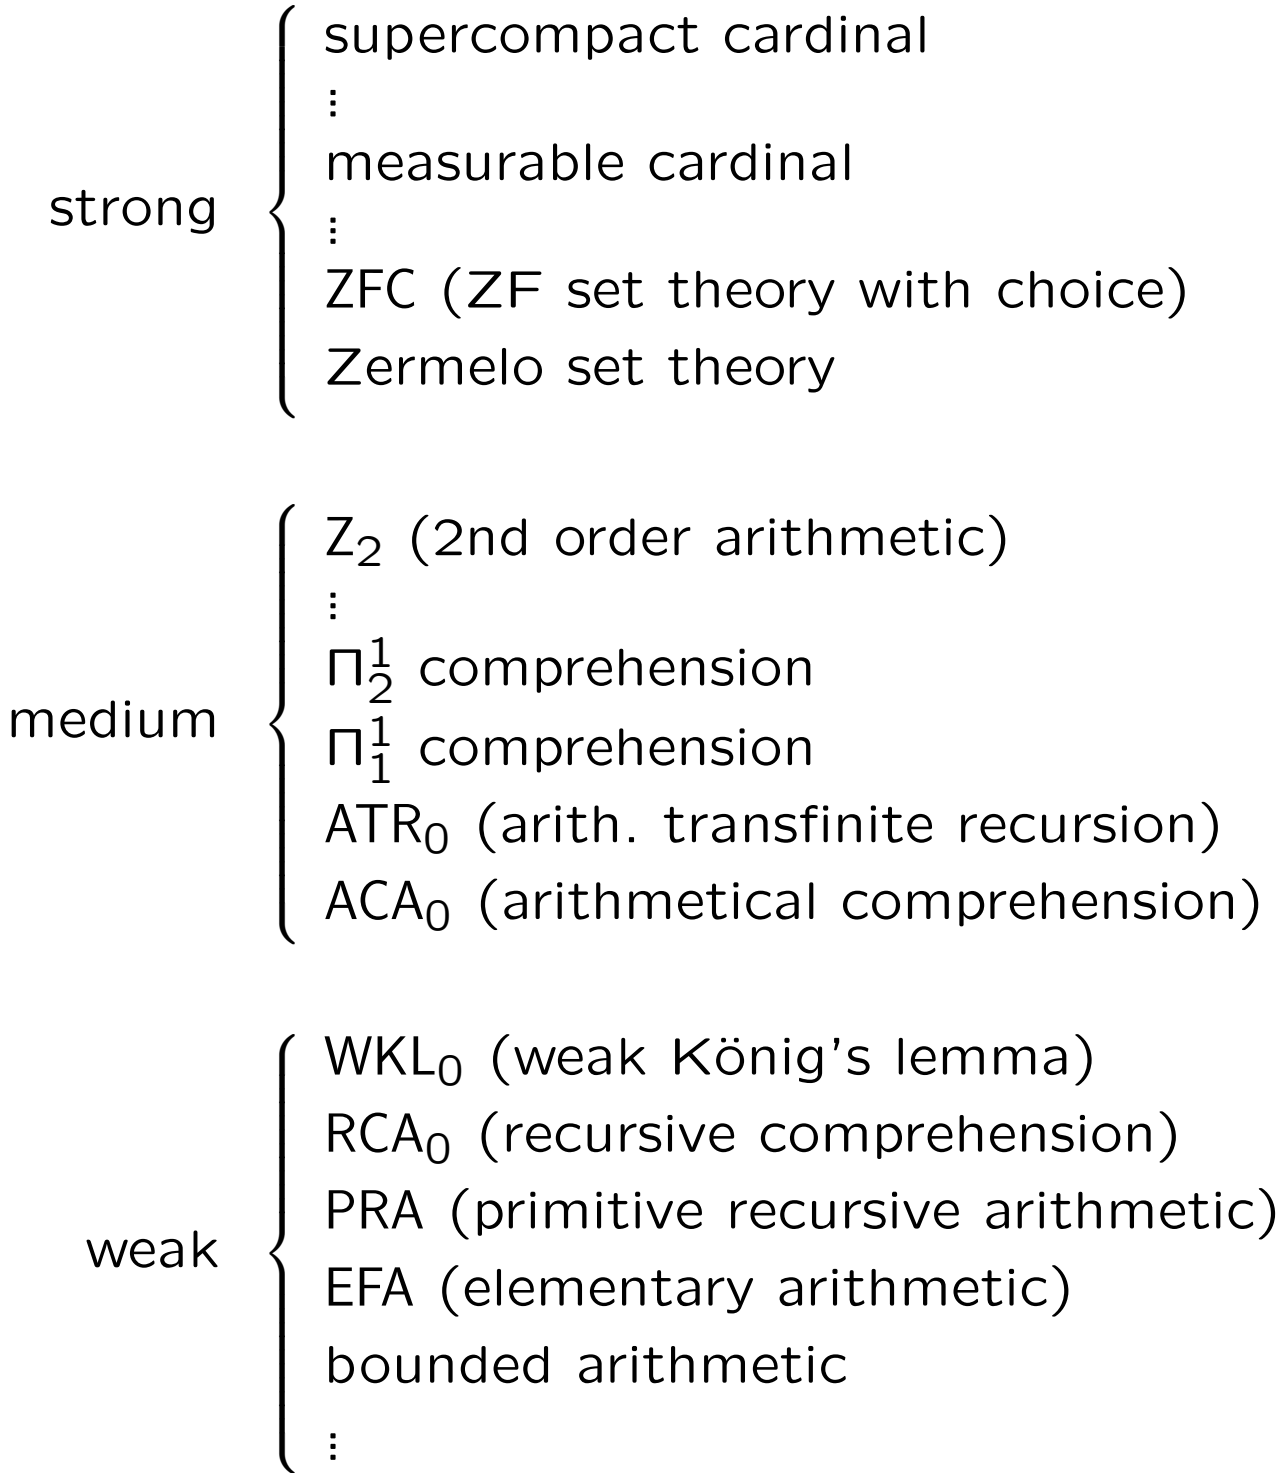 supercompact cardinal
⋮
measurable cardinal
⋮
strong
ZFC (ZF set theory with choice)
Zermelo set theory
Z₂ (2nd order arithmetic)
⋮
Π¹₂ comprehension
medium
Π¹₁ comprehension
ATR₀ (arith. transfinite recursion)
ACA₀ (arithmetical comprehension)
WKL₀ (weak König's lemma)
RCA₀ (recursive comprehension)
PRA (primitive recursive arithmetic)
weak
EFA (elementary arithmetic)
bounded arithmetic
⋮